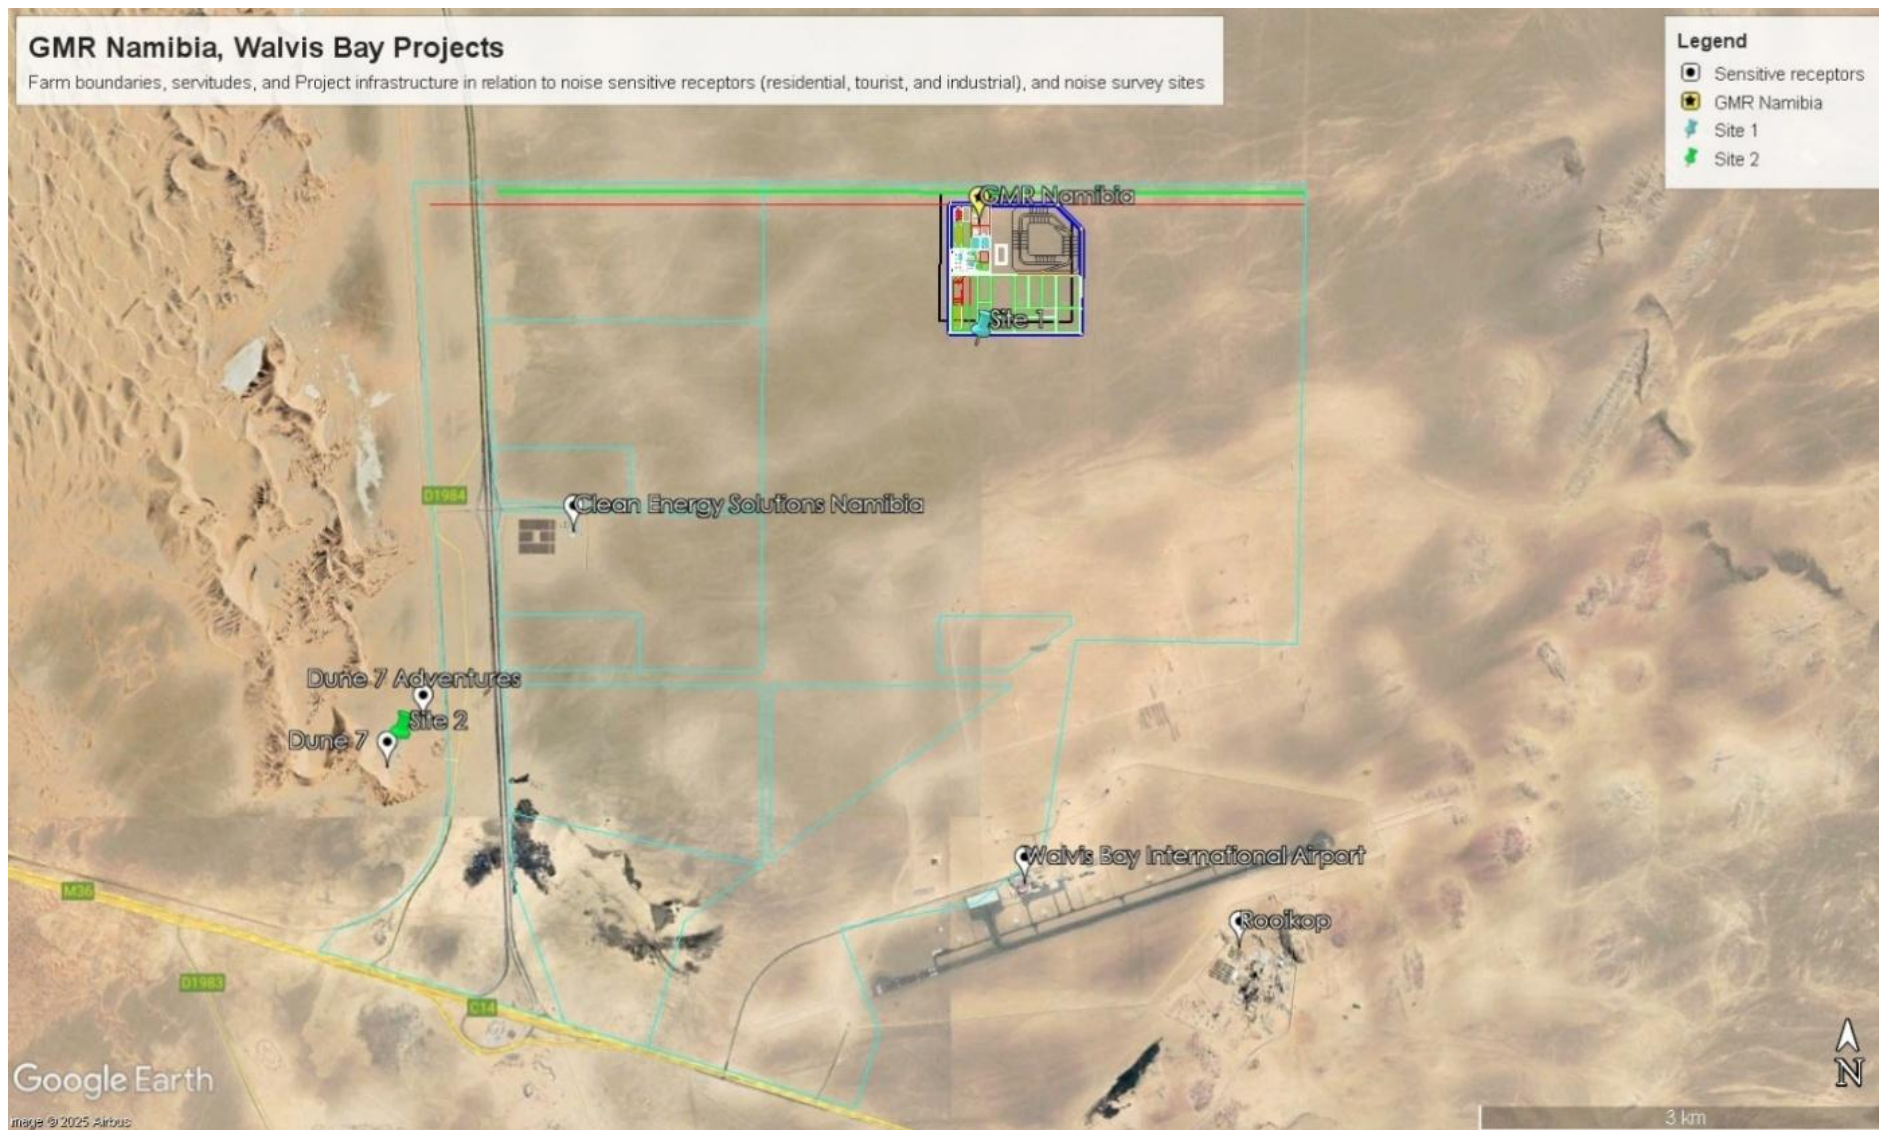 GMR Namibia, Walvis Bay Projects
Farm boundaries, servitudes, and Project infrastructure in relation to noise sensitive receptors (residential, tourist, and industrial), and noise survey sites
Legend
Sensitive receptors
GMR Namibia
Site 1
Site 2
GMR Namibia
Site 1
D1984
Clean Energy Solutions Namibia
Dune 7 Adventures
Site 2
Dune 7
Walvis Bay International Airport
M36
Rooikop
D1983
C14
N
Google Earth
3 km
mage © 2025 Airbus